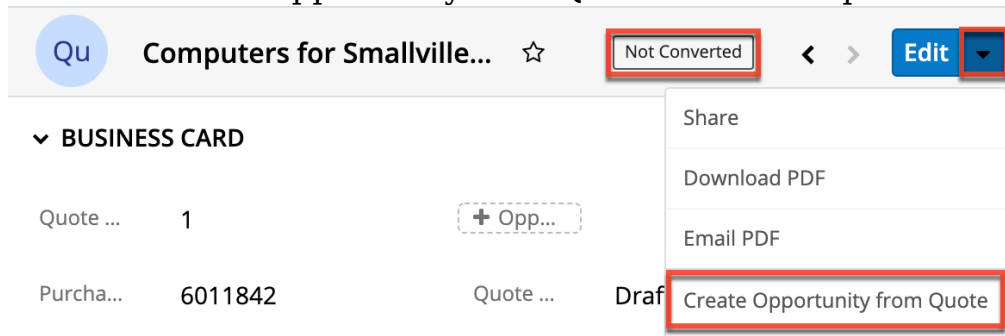 Qu Computers for Smallville... Not Converted Edit
Share
BUSINESS CARD
Download PDF
Quote ... 1 Opp...
Email PDF
Purcha... 6011842 Quote ... Draf
Create Opportunity from Quote